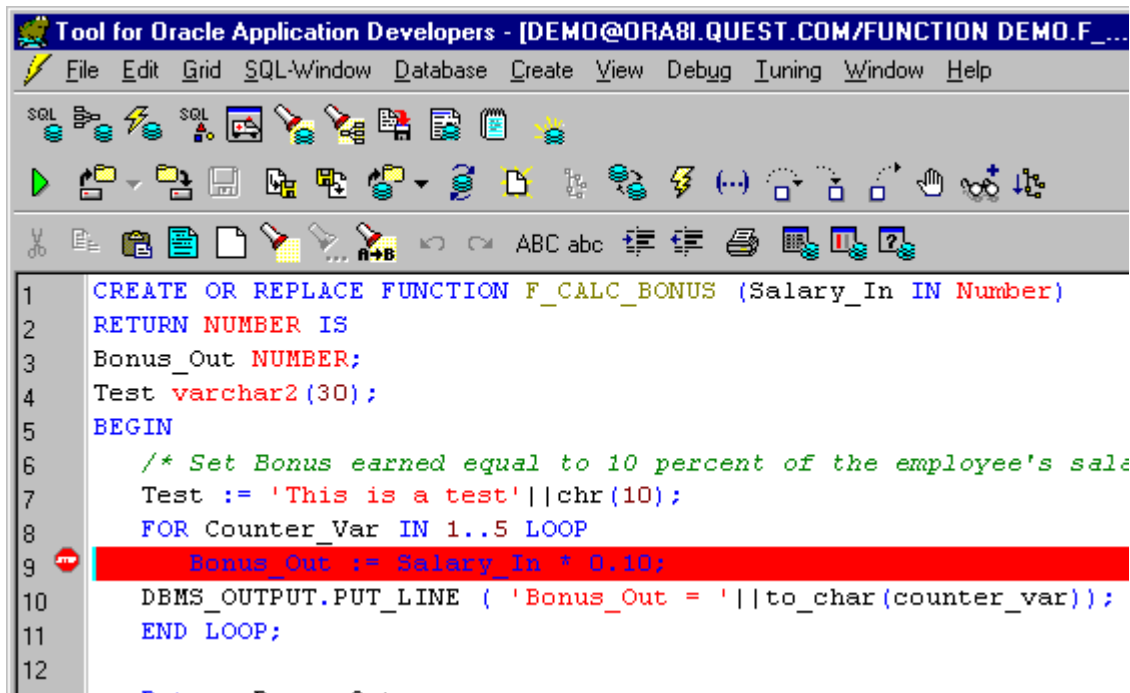 Tool for Oracle Application Developers - [DEMO@ORA8I.QUEST.COM/FUNCTION DEMO.F_...
File Edit Grid SQL-Window Database Create View Debug Tuning Window Help
SQL SQL
A→B ABC abc
1 CREATE OR REPLACE FUNCTION F_CALC_BONUS (Salary_In IN Number)
2 RETURN NUMBER IS
3 Bonus_Out NUMBER;
4 Test varchar2(30);
5 BEGIN
6 /* Set Bonus earned equal to 10 percent of the employee's sala
7 Test := 'This is a test'||chr(10);
8 FOR Counter_Var IN 1..5 LOOP
STOP
9 Bonus_Out := Salary_In * 0.10;
10 DBMS_OUTPUT.PUT_LINE ( 'Bonus_Out = '||to_char(counter_var));
11 END LOOP;
12